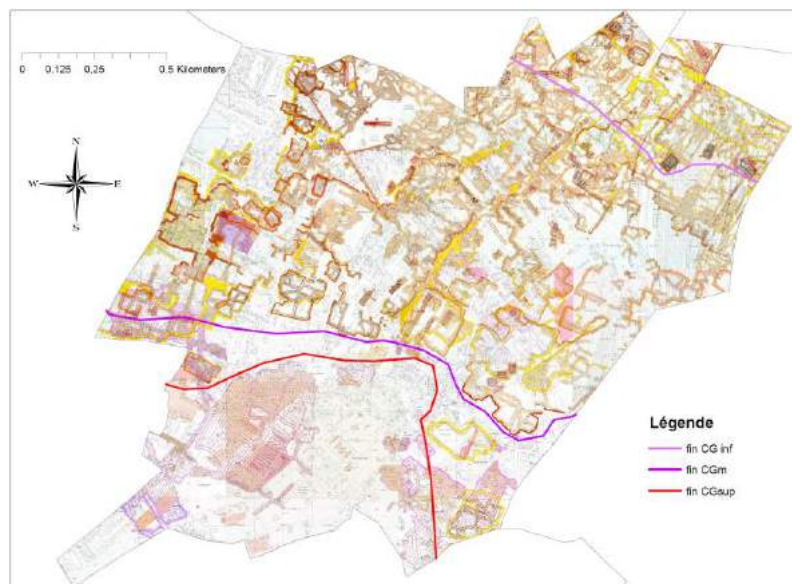 0 0.125 0.25 0.5 Kilometers
N
W E
S
Légende
fin CG inf
fin CGm
fin CGsup